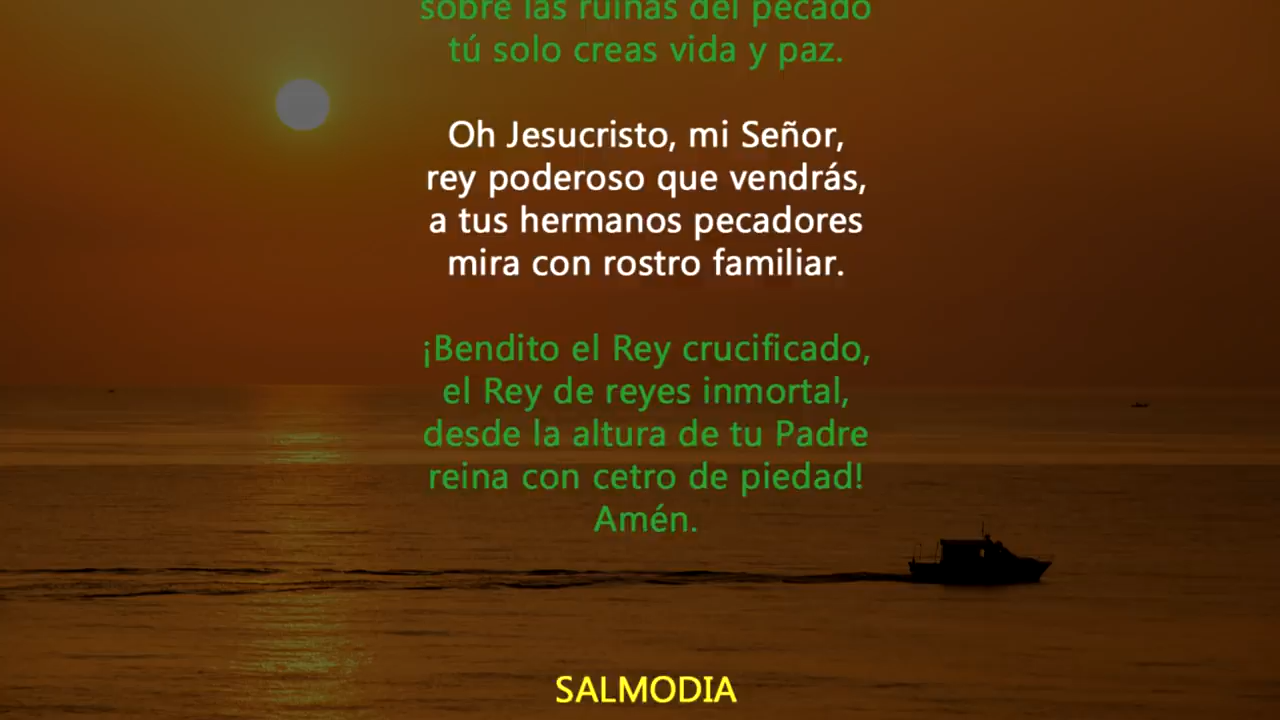 sobre las ruinas del pecado
tú solo creas vida y paz.
Oh Jesucristo, mi Señor,
rey poderoso que vendrás,
a tus hermanos pecadores
mira con rostro familiar.
¡Bendito el Rey crucificado,
el Rey de reyes inmortal,
desde la altura de tu Padre
reina con cetro de piedad!
Amén.
SALMODIA